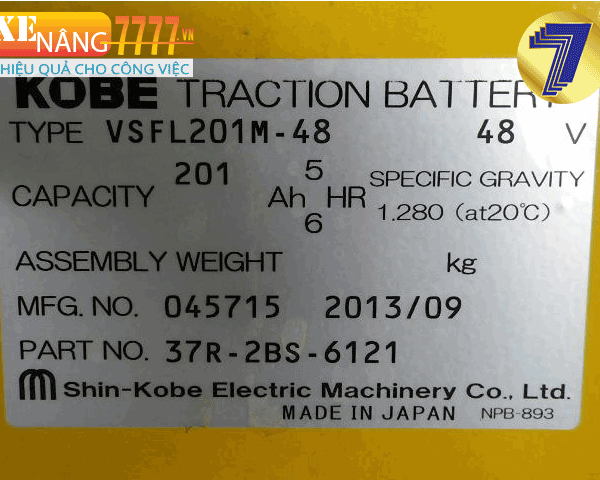 XE
NÂNG 7777.VN
HIỆU QUẢ CHO CÔNG VIỆC
7
KOBE TRACTION BATTERY
TYPE VSFL201M-48 48 V
CAPACITY 201 Ah 5 HR 6 SPECIFIC GRAVITY
1.280 (at20℃)
ASSEMBLY WEIGHT kg
MFG. NO. 045715 2013/09
PART NO. 37R-2BS-6121
Shin-Kobe Electric Machinery Co., Ltd.
MADE IN JAPAN NPB-893